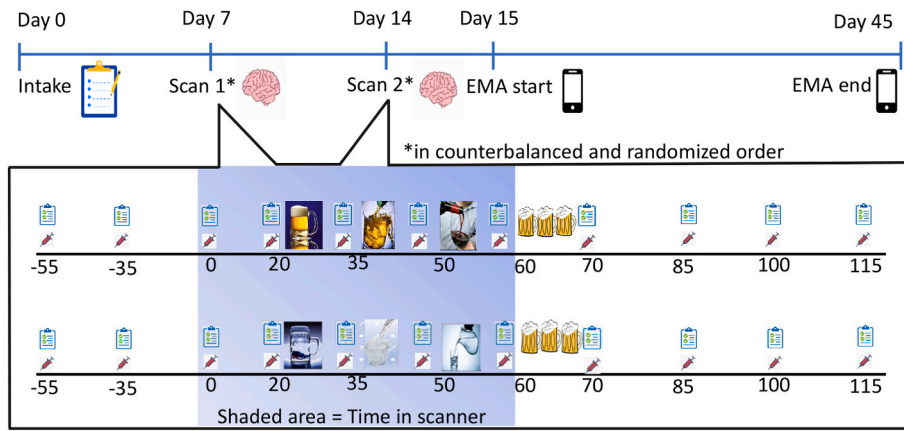 Day 0 Day 7 Day 14 Day 15 Day 45
Intake Scan 1* Scan 2* EMA start EMA end
*in counterbalanced and randomized order
-55 -35 0 20 35 50 60 70 85 100 115
-55 -35 0 20 35 50 60 70 85 100 115
Shaded area = Time in scanner